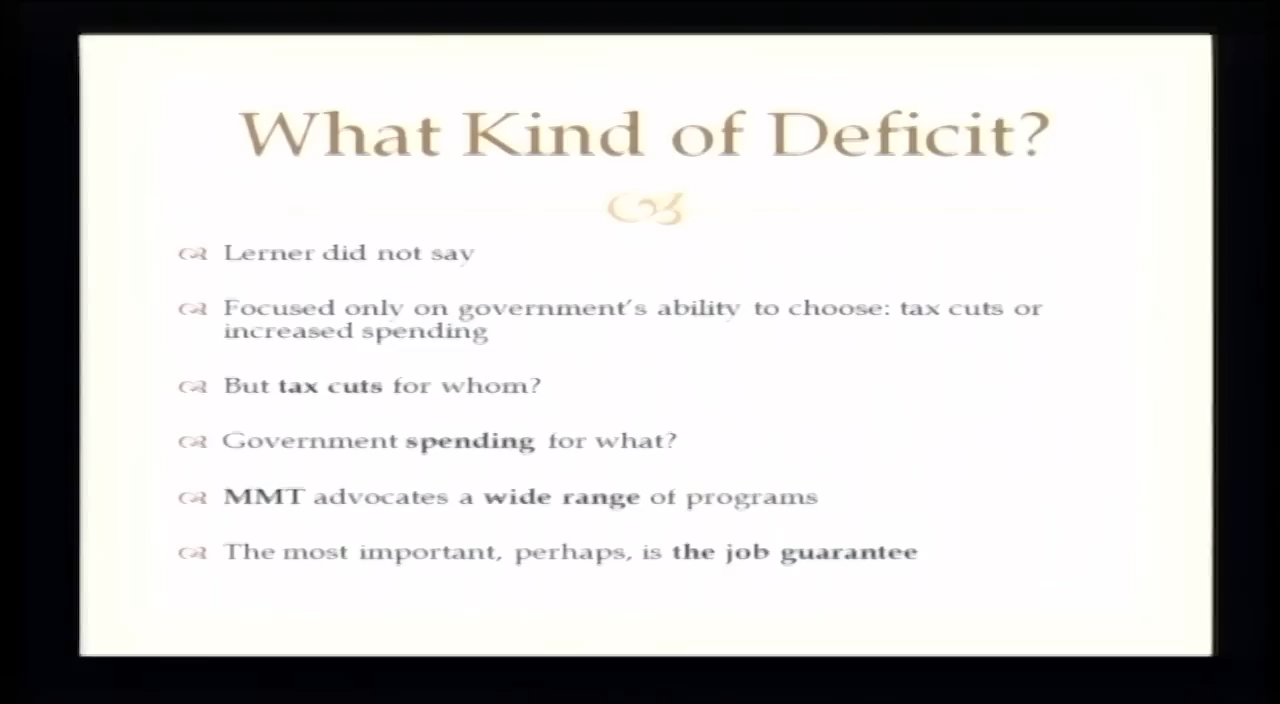 What Kind of Deficit?
Lerner did not say
Focused only on government's ability to choose: tax cuts or
increased spending
But tax cuts for whom?
Government spending for what?
MMT advocates a wide range of programs
The most important, perhaps, is the job guarantee